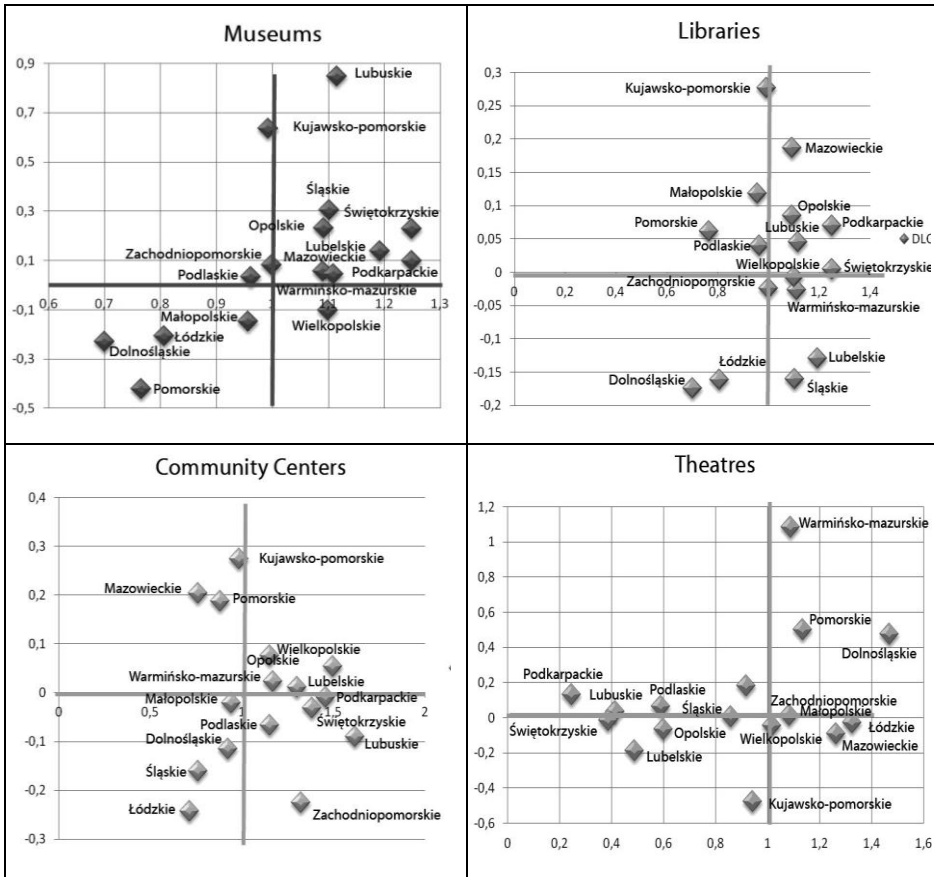 Museums
0,9
Lubuskie
0,7
Kujawsko-pomorskie
0,5
Śląskie
0,3
Świętokrzyskie
Opolskie
Lubelskie
Zachodniopomorskie
Mazowieckie
0,1
Podlaskie
Podkarpackie
0,6
0,7
0,8
0,9
1
1,1
1,2
1,3
Warmińsko-mazurskie
-0,1
Małopolskie
Wielkopolskie
Łódzkie
-0,3
Dolnośląskie
Pomorskie
-0,5
Libraries
0,3
Kujawsko-pomorskie
0,25
0,2
Mazowieckie
0,15
Małopolskie
0,1
Opolskie
Pomorskie
Lubuskie
Podkarpackie
0,05
Podlaskie
DLC
Wielkopolskie
Świętokrzyskie
0
Zachodniopomorskie
0
0,2
0,4
0,6
0,8
1
1,2
1,4
-0,05
Warmińsko-mazurskie
-0,1
Łódzkie
Lubelskie
-0,15
Dolnośląskie
Śląskie
-0,2
Community Centers
0,4
0,3
Kujawsko-pomorskie
0,2
Mazowieckie
Pomorskie
0,1
Wielkopolskie
Opolskie
Warmińsko-mazurskie
Lubelskie
0
Małopolskie
Podkarpackie
0
0,5
1
1,5
2
Podlaskie
Świętokrzyskie
-0,1
Dolnośląskie
Lubuskie
Śląskie
-0,2
Łódzkie
Zachodniopomorskie
-0,3
Theatres
1,2
Warmińsko-mazurskie
1
0,8
0,6
Pomorskie
0,4
Dolnośląskie
Podkarpackie
0,2
Lubuskie
Podlaskie
Zachodniopomorskie
Śląskie
Małopolskie
0
Świętokrzyskie
Opolskie
Wielkopolskie
Łódzkie
Mazowieckie
-0,2
Lubelskie
-0,4
Kujawsko-pomorskie
-0,6
0
0,2
0,4
0,6
0,8
1
1,2
1,4
1,6